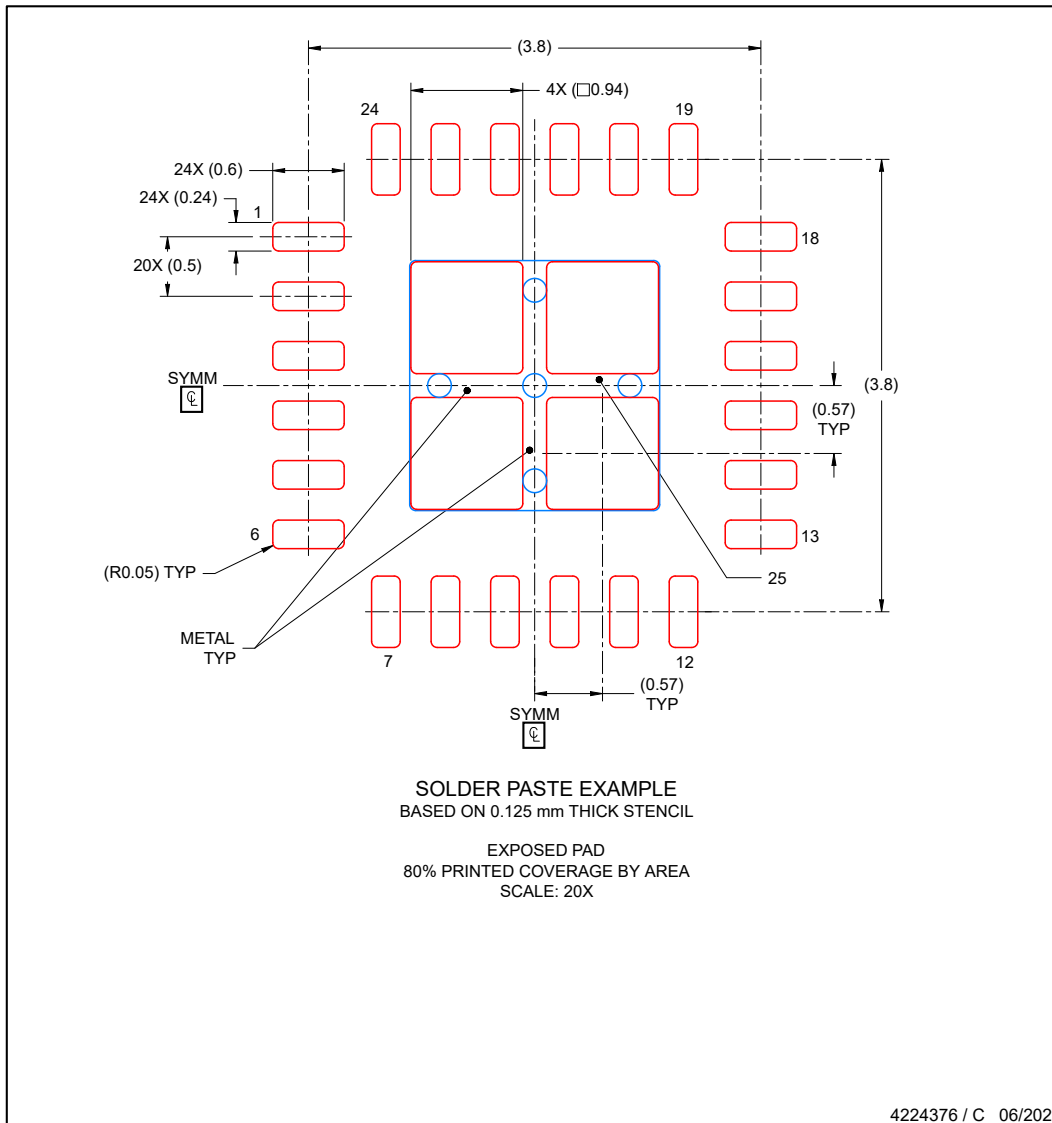 (3.8)
4X (□0.94)
24
19
24X (0.6)
24X (0.24)
1
18
20X (0.5)
SYMM
℄
(3.8)
(0.57)
TYP
6
13
(R0.05) TYP
25
METAL
TYP
7
12
(0.57)
TYP
SYMM
℄
SOLDER PASTE EXAMPLE
BASED ON 0.125 mm THICK STENCIL
EXPOSED PAD
80% PRINTED COVERAGE BY AREA
SCALE: 20X
4224376 / C 06/202